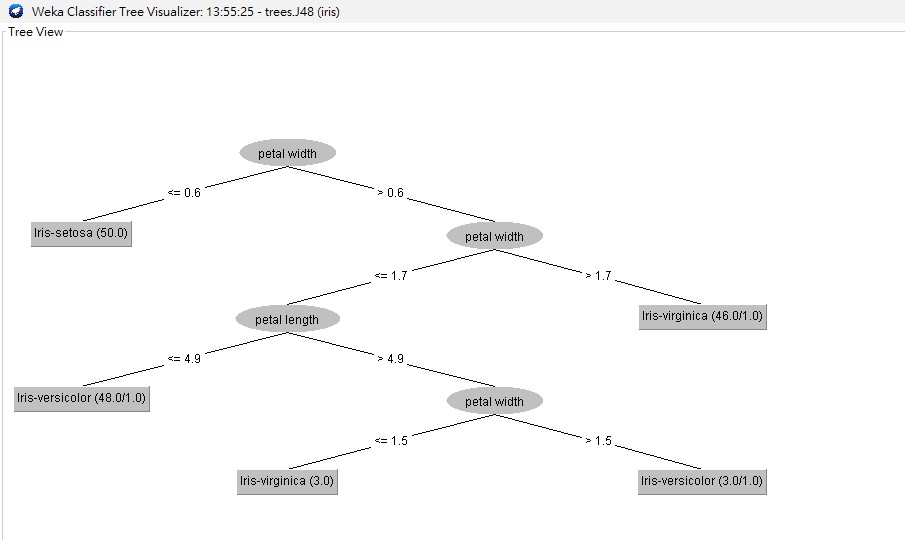 Weka Classifier Tree Visualizer: 13:55:25 - trees.J48 (iris)
Tree View
petal width
<= 0.6
> 0.6
Iris-setosa (50.0)
petal width
<= 1.7
> 1.7
petal length
Iris-virginica (46.0/1.0)
<= 4.9
> 4.9
Iris-versicolor (48.0/1.0)
petal width
<= 1.5
> 1.5
Iris-virginica (3.0)
Iris-versicolor (3.0/1.0)